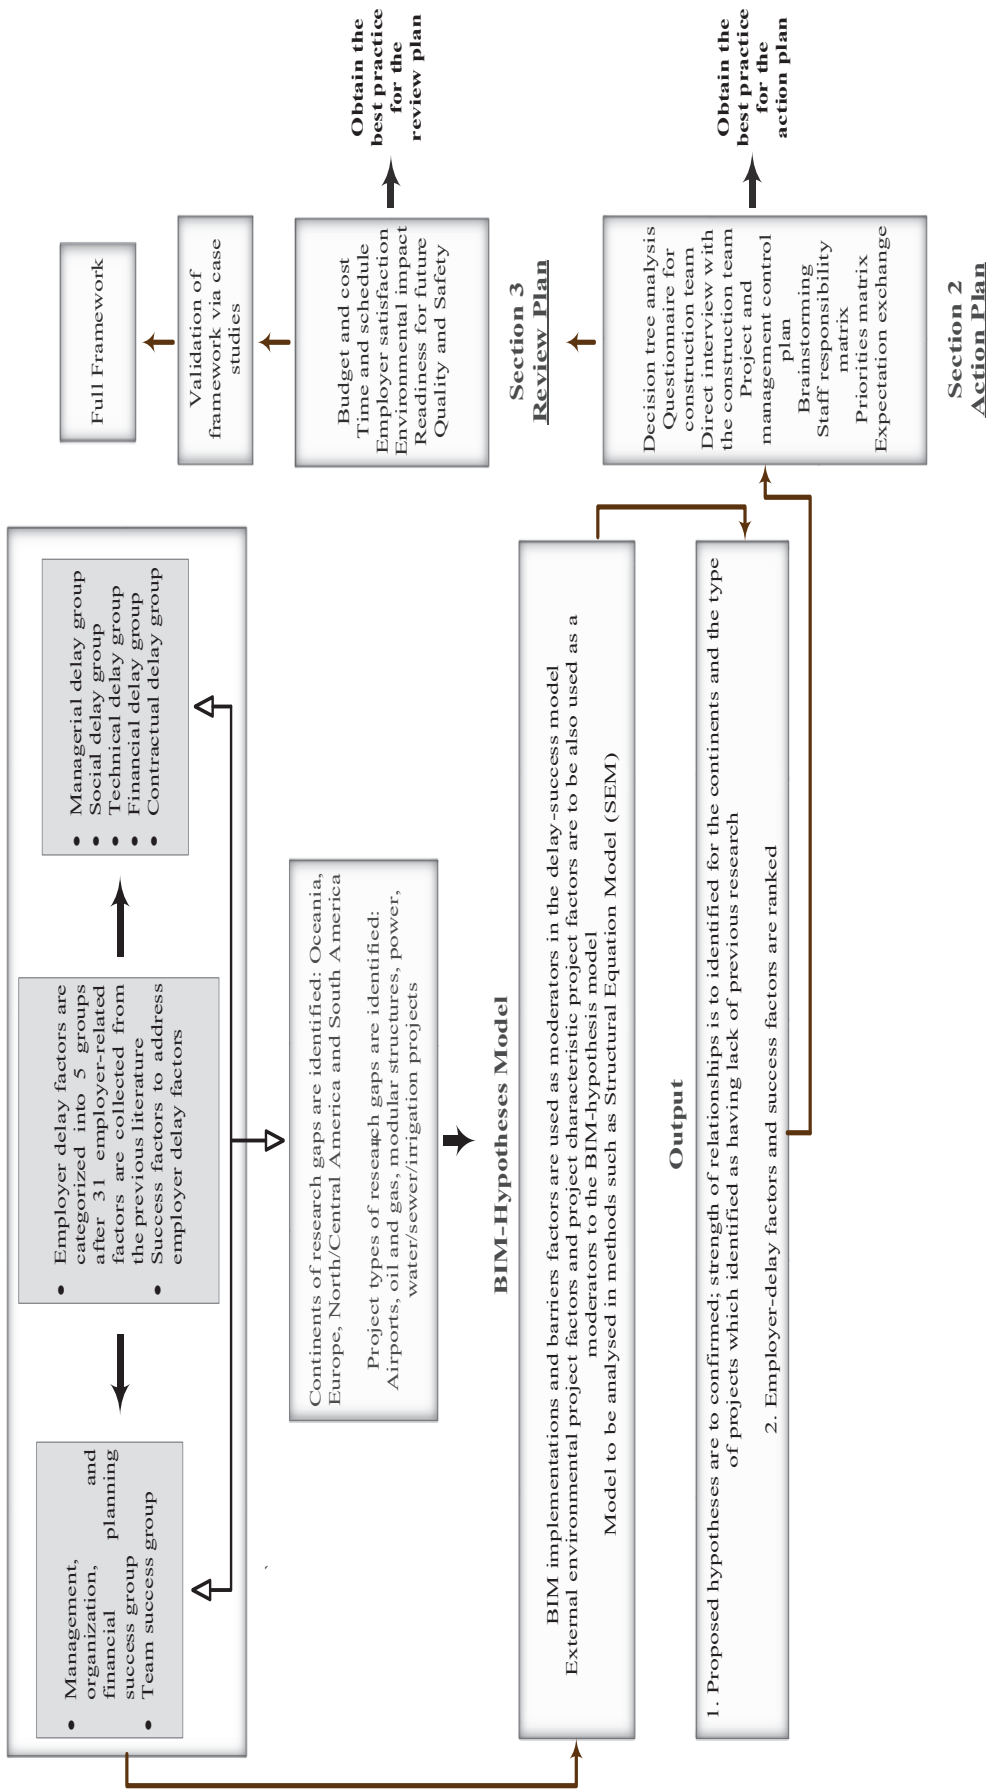 • Management, and
organization,
financial planning
success group
• Team success group
• Employer delay factors are
categorized into 5 groups
after 31 employer-related
factors are collected from
the previous literature
• Success factors to address
employer delay factors
• Managerial delay group
• Social delay group
• Technical delay group
• Financial delay group
• Contractual delay group
Continents of research gaps are identified: Oceania,
Europe, North/Central America and South America
Project types of research gaps are identified:
Airports, oil and gas, modular structures, power,
water/sewer/irrigation projects
BIM-Hypotheses Model
BIM implementations and barriers factors are used as moderators in the delay-success model
External environmental project factors and project characteristic project factors are to be also used as a
moderators to the BIM-hypothesis model
Model to be analysed in methods such as Structural Equation Model (SEM)
Output
1. Proposed hypotheses are to confirmed; strength of relationships is to identified for the continents and the type
of projects which identified as having lack of previous research
2. Employer-delay factors and success factors are ranked
Full Framework
Validation of
framework via case
studies
Budget and cost
Time and schedule
Employer satisfaction
Environmental impact
Readiness for future
Quality and Safety
Obtain the
best practice
for the
review plan
Section 3
Review Plan
Decision tree analysis
Questionnaire for
construction team
Direct interview with
the construction team
Project and
management control
plan
Brainstorming
Staff responsibility
matrix
Priorities matrix
Expectation exchange
Obtain the
best practice
for the
action plan
Section 2
Action Plan